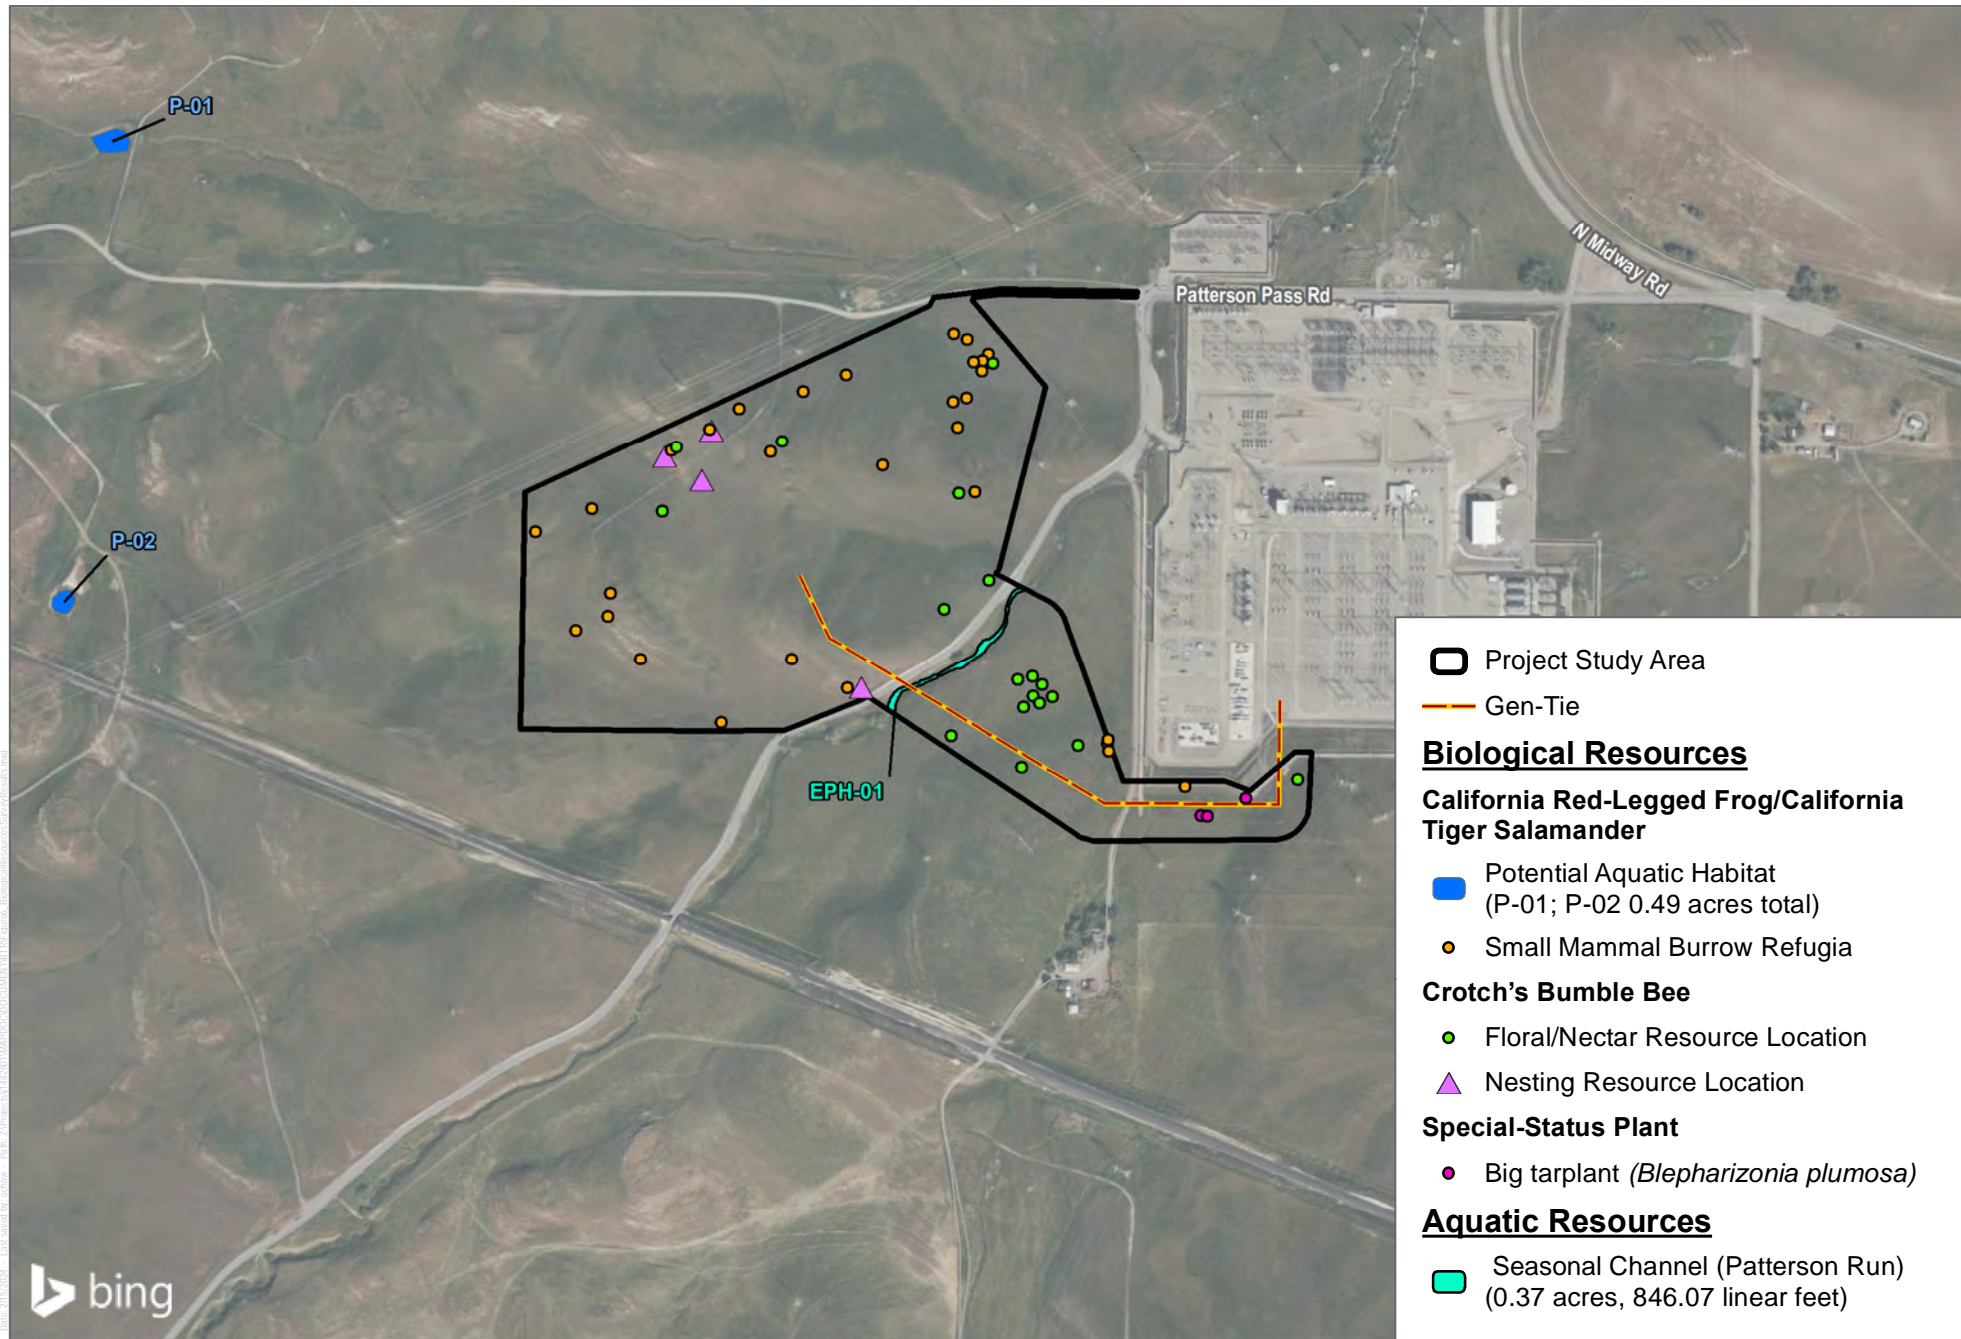 P-01
N Midway Rd
Patterson Pass Rd
P-02
EPH-01
Project Study Area
Gen-Tie
Biological Resources
California Red-Legged Frog/California
Tiger Salamander
Potential Aquatic Habitat
(P-01; P-02 0.49 acres total)
Small Mammal Burrow Refugia
Crotch's Bumble Bee
Floral/Nectar Resource Location
Nesting Resource Location
Special-Status Plant
Big tarplant (Blepharizonia plumosa)
Aquatic Resources
Seasonal Channel (Patterson Run)
(0.37 acres, 846.07 linear feet)
bing